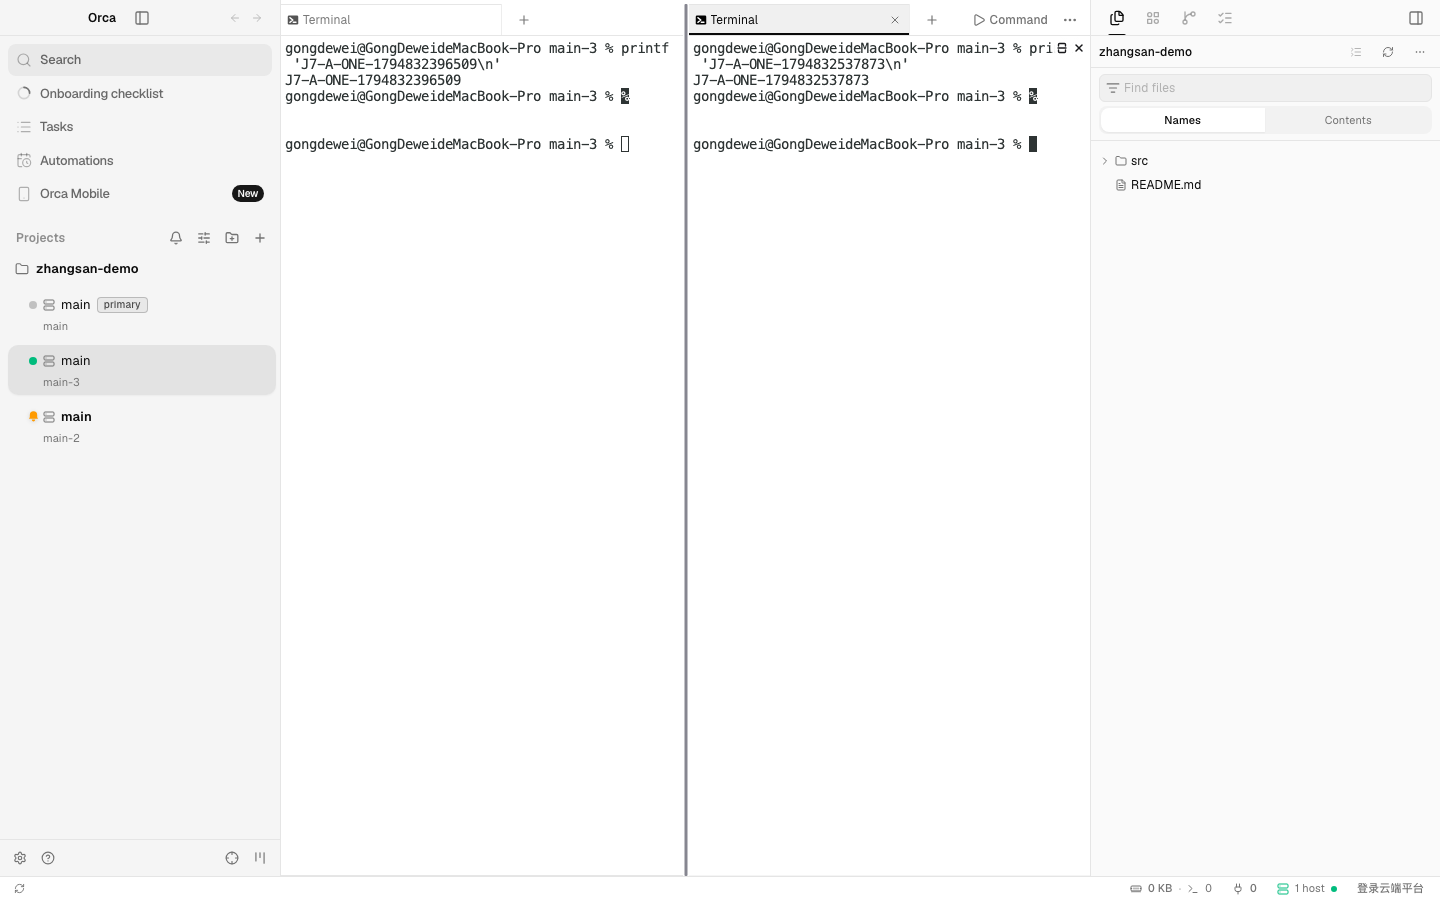 Orca
Search
Onboarding checklist
Tasks
Automations
Orca Mobile
New
Projects
zhangsan-demo
main primary
main
main
main-3
main
main-2
Terminal
gongdewei@GongDeweideMacBook-Pro main-3 % printf
'J7-A-ONE-1794832396509\n'
J7-A-ONE-1794832396509
gongdewei@GongDeweideMacBook-Pro main-3 % %
gongdewei@GongDeweideMacBook-Pro main-3 %
Terminal
Command
gongdewei@GongDeweideMacBook-Pro main-3 % pri
'J7-A-ONE-1794832537873\n'
J7-A-ONE-1794832537873
gongdewei@GongDeweideMacBook-Pro main-3 % %
gongdewei@GongDeweideMacBook-Pro main-3 %
zhangsan-demo
Find files
Names
Contents
src
README.md
0 KB · 0
0
1 host
登录云端平台